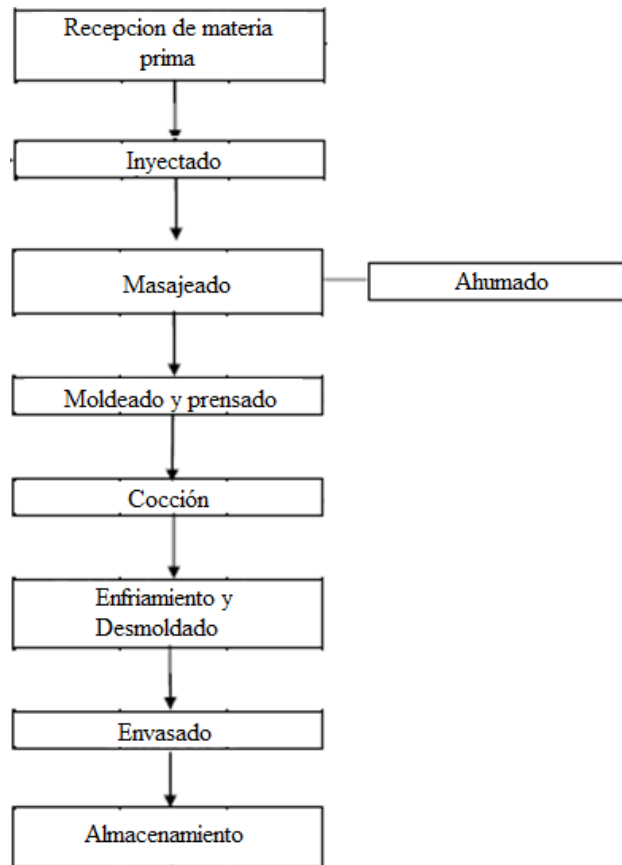 Recepcion de materia
prima
Inyectado
Masajeado
Ahumado
Moldeado y prensado
Cocción
Enfriamiento y
Desmoldado
Envasado
Almacenamiento